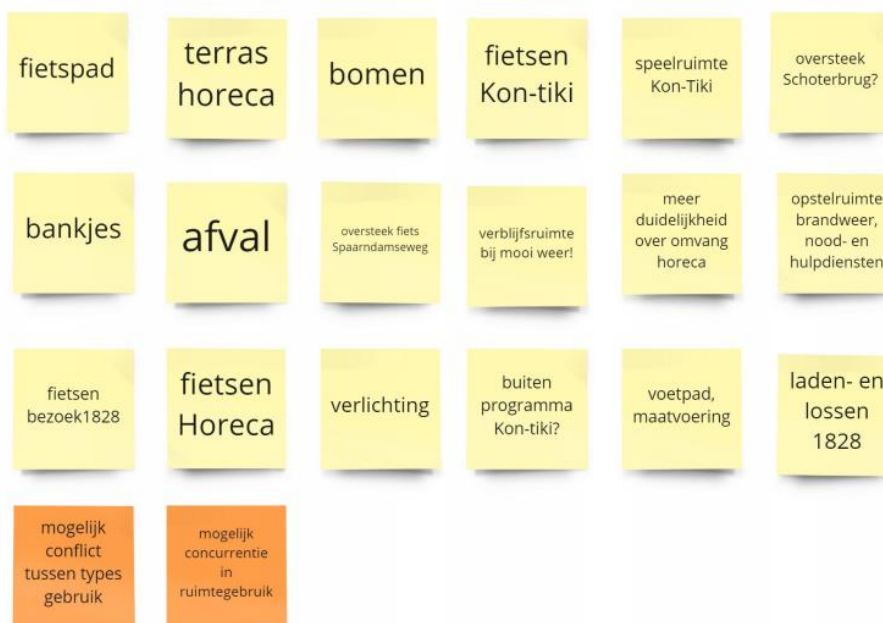 fietspad
terras
horeca
bomen
fietsen
Kon-tiki
speelruimte
Kon-Tiki
oversteek
Schoterbrug?
bankjes
afval
oversteek fiets
Spaarndamseweg
verblijfsruimte
bij mooi weer!
meer
duidelijkheid
over omvang
horeca
opstelruimte
brandweer,
nood- en
hulpdiensten
fietsen
bezoek1828
fietsen
Horeca
verlichting
buiten
programma
Kon-tiki?
voetpad,
maatvoering
laden- en
lossen
1828
mogelijk
conflict
tussen types
gebruik
mogelijk
concurrentie
in
ruimtegebruik